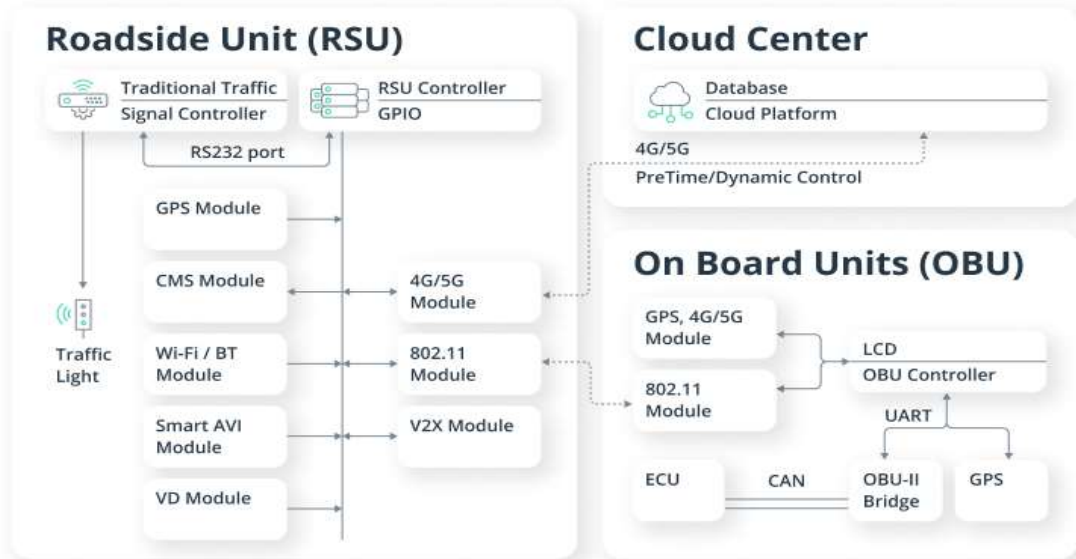 Roadside Unit (RSU)
Traditional Traffic
Signal Controller
RSU Controller
GPIO
RS232 port
GPS Module
CMS Module
4G/5G
Module
Traffic
Light
Wi-Fi / BT
Module
802.11
Module
Smart AVI
Module
V2X Module
VD Module
Cloud Center
Database
Cloud Platform
4G/5G
PreTime/Dynamic Control
On Board Units (OBU)
GPS, 4G/5G
Module
LCD
OBU Controller
802.11
Module
UART
ECU
CAN
OBU-II
Bridge
GPS